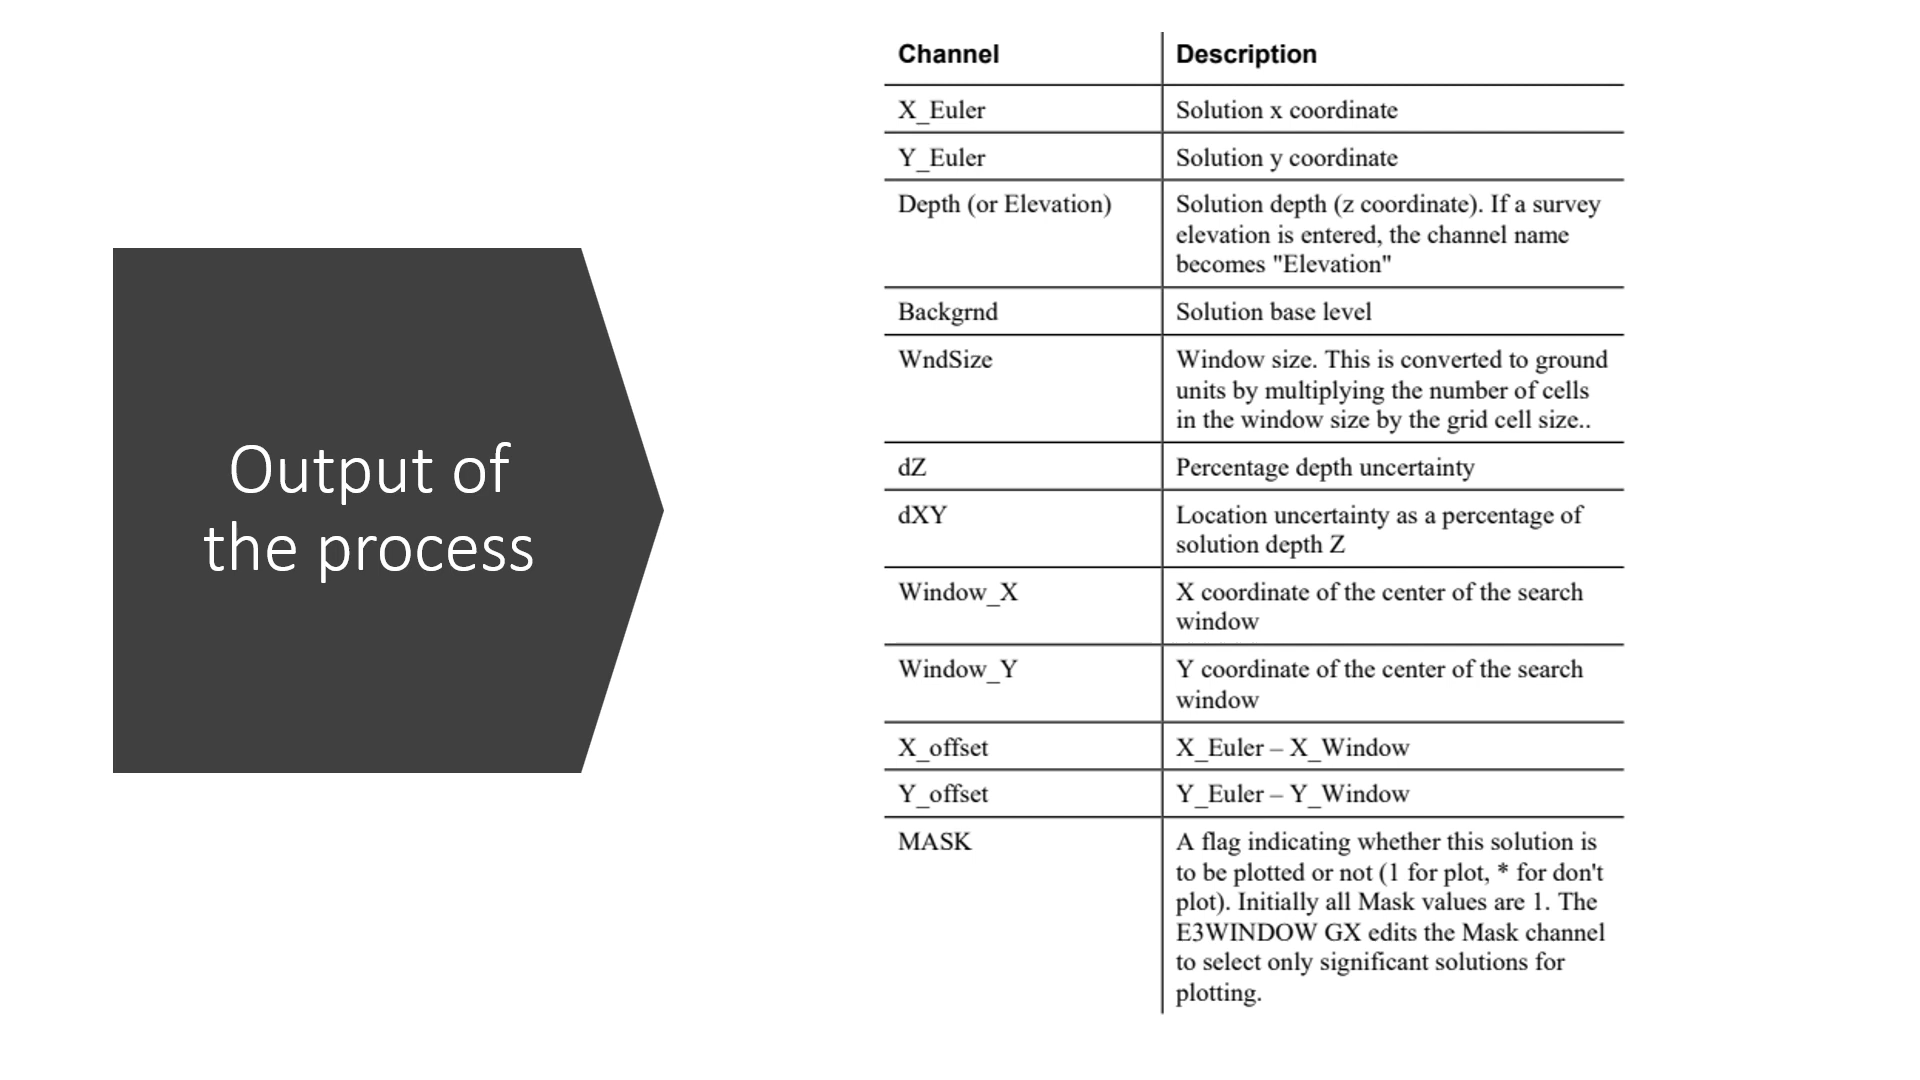 Output of
the process
Channel Description
X_Euler Solution x coordinate
Y_Euler Solution y coordinate
Depth (or Elevation) Solution depth (z coordinate). If a survey
elevation is entered, the channel name
becomes "Elevation"
Backgrnd Solution base level
WndSize Window size. This is converted to ground
units by multiplying the number of cells
in the window size by the grid cell size..
dZ Percentage depth uncertainty
dXY Location uncertainty as a percentage of
solution depth Z
Window_X X coordinate of the center of the search
window
Window_Y Y coordinate of the center of the search
window
X_offset X_Euler – X_Window
Y_offset Y_Euler – Y_Window
MASK A flag indicating whether this solution is
to be plotted or not (1 for plot, * for don't
plot). Initially all Mask values are 1. The
E3WINDOW GX edits the Mask channel
to select only significant solutions for
plotting.